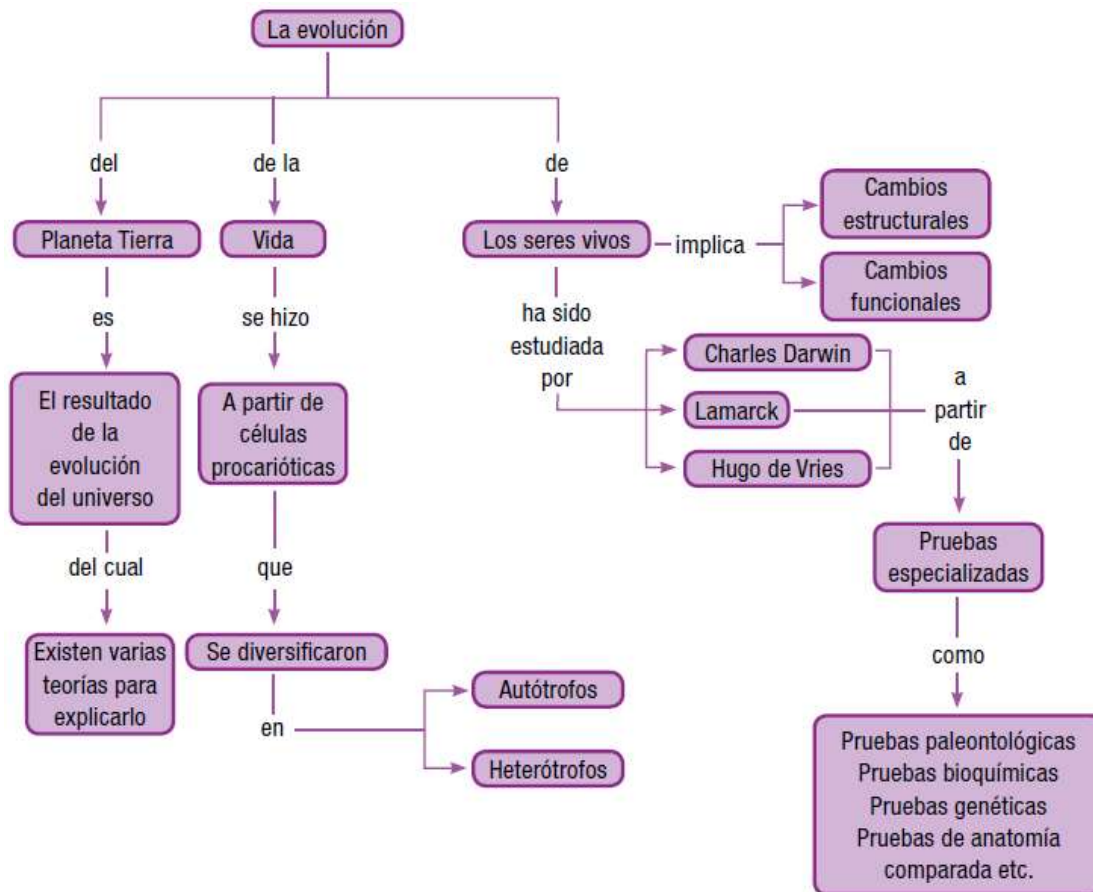 La evolución
del
de la
de
Planeta Tierra
Vida
Los seres vivos
implica
Cambios
estructurales
Cambios
funcionales
es
se hizo
ha sido
estudiada
por
El resultado
de la
evolución
del universo
A partir de
células
procarióticas
Charles Darwin
Lamarck
Hugo de Vries
a
partir
de
del cual
que
Pruebas
especializadas
Existen varias
teorías para
explicarlo
Se diversificaron
en
Autótrofos
Heterótrofos
como
Pruebas paleontológicas
Pruebas bioquímicas
Pruebas genéticas
Pruebas de anatomía
comparada etc.